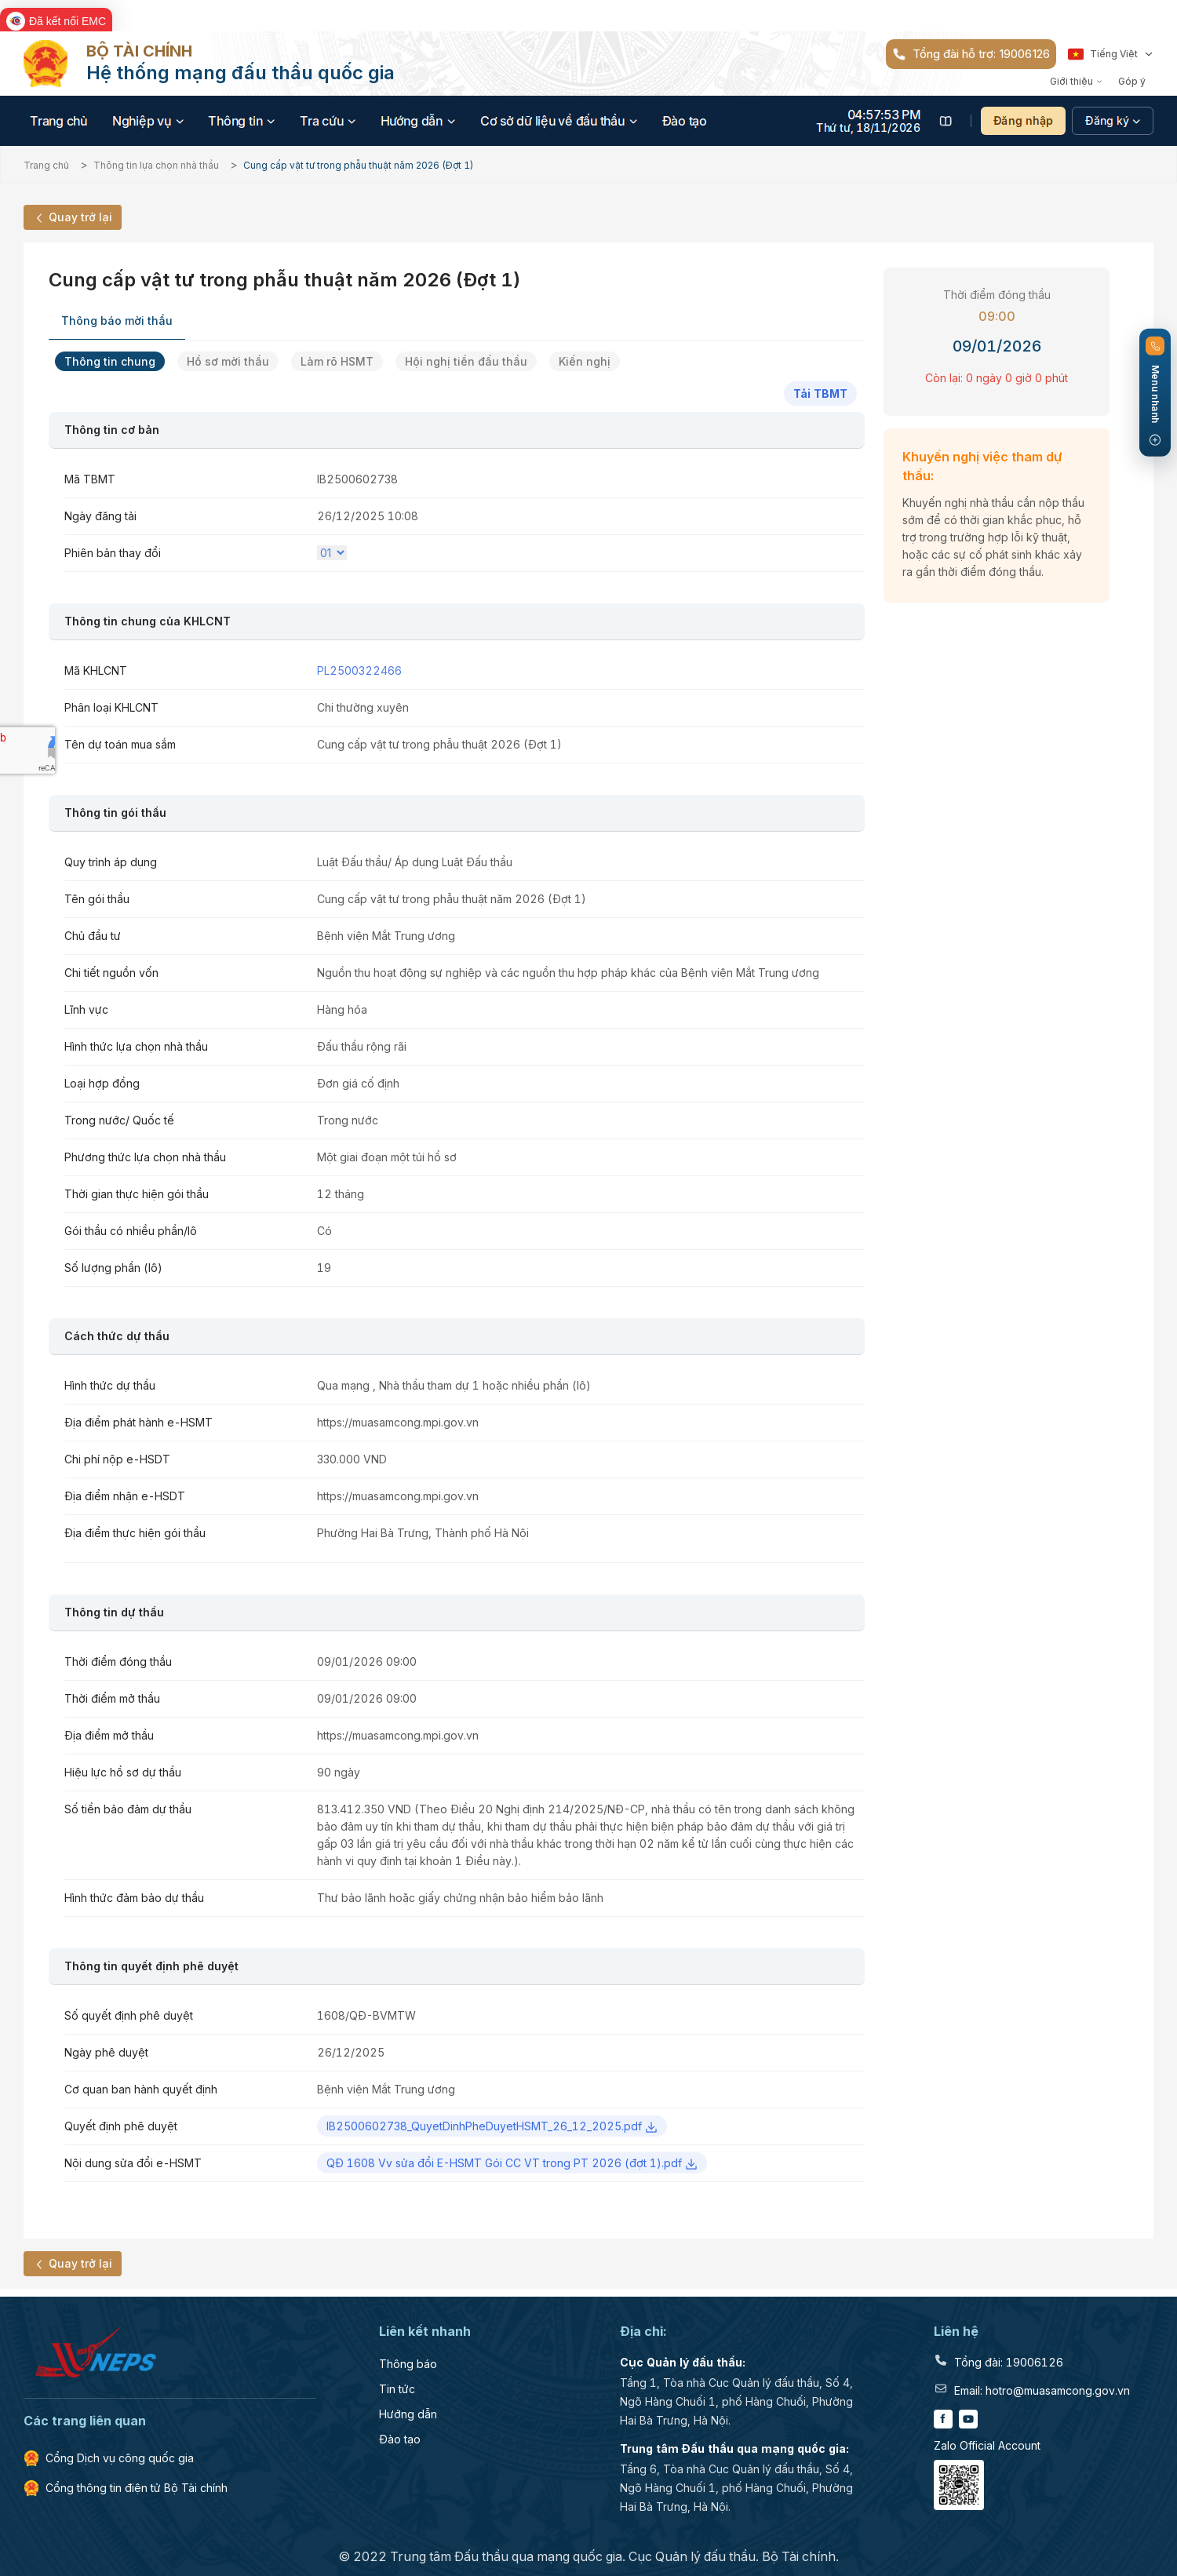 Đã kết nối EMC
BỘ TÀI CHÍNH
Hệ thống mạng đấu thầu quốc gia
Tổng đài hỗ trợ: 19006126
Tiếng Việt
Giới thiệu
Góp ý
Trang chủ
Nghiệp vụ
Thông tin
Tra cứu
Hướng dẫn
Cơ sở dữ liệu về đấu thầu
Đào tạo
04:57:53 PM
Thứ tư, 18/11/2026
Đăng nhập
Đăng ký
Trang chủ > Thông tin lựa chọn nhà thầu > Cung cấp vật tư trong phẫu thuật năm 2026 (Đợt 1)
Quay trở lại
Cung cấp vật tư trong phẫu thuật năm 2026 (Đợt 1)
Thông báo mời thầu
Thông tin chung
Hồ sơ mời thầu
Làm rõ HSMT
Hội nghị tiền đấu thầu
Kiến nghị
Tải TBMT
Thời điểm đóng thầu
09:00
09/01/2026
Còn lại: 0 ngày 0 giờ 0 phút
Menu nhanh
Khuyến nghị việc tham dự
thầu:
Khuyến nghị nhà thầu cần nộp thầu
sớm để có thời gian khắc phục, hỗ
trợ trong trường hợp lỗi kỹ thuật,
hoặc các sự cố phát sinh khác xảy
ra gần thời điểm đóng thầu.
Thông tin cơ bản
Mã TBMT
IB2500602738
Ngày đăng tải
26/12/2025 10:08
Phiên bản thay đổi
01
Thông tin chung của KHLCNT
Mã KHLCNT
PL2500322466
Phân loại KHLCNT
Chi thường xuyên
Tên dự toán mua sắm
Cung cấp vật tư trong phẫu thuật 2026 (Đợt 1)
b
reCA
Thông tin gói thầu
Quy trình áp dụng
Luật Đấu thầu/ Áp dụng Luật Đấu thầu
Tên gói thầu
Cung cấp vật tư trong phẫu thuật năm 2026 (Đợt 1)
Chủ đầu tư
Bệnh viện Mắt Trung ương
Chi tiết nguồn vốn
Nguồn thu hoạt động sự nghiệp và các nguồn thu hợp pháp khác của Bệnh viện Mắt Trung ương
Lĩnh vực
Hàng hóa
Hình thức lựa chọn nhà thầu
Đấu thầu rộng rãi
Loại hợp đồng
Đơn giá cố định
Trong nước/ Quốc tế
Trong nước
Phương thức lựa chọn nhà thầu
Một giai đoạn một túi hồ sơ
Thời gian thực hiện gói thầu
12 tháng
Gói thầu có nhiều phần/lô
Có
Số lượng phần (lô)
19
Cách thức dự thầu
Hình thức dự thầu
Qua mạng , Nhà thầu tham dự 1 hoặc nhiều phần (lô)
Địa điểm phát hành e-HSMT
https://muasamcong.mpi.gov.vn
Chi phí nộp e-HSDT
330.000 VND
Địa điểm nhận e-HSDT
https://muasamcong.mpi.gov.vn
Địa điểm thực hiện gói thầu
Phường Hai Bà Trưng, Thành phố Hà Nội
Thông tin dự thầu
Thời điểm đóng thầu
09/01/2026 09:00
Thời điểm mở thầu
09/01/2026 09:00
Địa điểm mở thầu
https://muasamcong.mpi.gov.vn
Hiệu lực hồ sơ dự thầu
90 ngày
Số tiền bảo đảm dự thầu
813.412.350 VND (Theo Điều 20 Nghị định 214/2025/NĐ-CP, nhà thầu có tên trong danh sách không
bảo đảm uy tín khi tham dự thầu, khi tham dự thầu phải thực hiện biện pháp bảo đảm dự thầu với giá trị
gấp 03 lần giá trị yêu cầu đối với nhà thầu khác trong thời hạn 02 năm kể từ lần cuối cùng thực hiện các
hành vi quy định tại khoản 1 Điều này.).
Hình thức đảm bảo dự thầu
Thư bảo lãnh hoặc giấy chứng nhận bảo hiểm bảo lãnh
Thông tin quyết định phê duyệt
Số quyết định phê duyệt
1608/QĐ-BVMTW
Ngày phê duyệt
26/12/2025
Cơ quan ban hành quyết định
Bệnh viện Mắt Trung ương
Quyết định phê duyệt
IB2500602738_QuyetDinhPheDuyetHSMT_26_12_2025.pdf
Nội dung sửa đổi e-HSMT
QĐ 1608 Vv sửa đổi E-HSMT Gói CC VT trong PT 2026 (đợt 1).pdf
Quay trở lại
VNEPS
Các trang liên quan
Cổng Dịch vụ công quốc gia
Cổng thông tin điện tử Bộ Tài chính
Liên kết nhanh
Thông báo
Tin tức
Hướng dẫn
Đào tạo
Địa chỉ:
Cục Quản lý đấu thầu:
Tầng 1, Tòa nhà Cục Quản lý đấu thầu, Số 4,
Ngõ Hàng Chuối 1, phố Hàng Chuối, Phường
Hai Bà Trưng, Hà Nội.
Trung tâm Đấu thầu qua mạng quốc gia:
Tầng 6, Tòa nhà Cục Quản lý đấu thầu, Số 4,
Ngõ Hàng Chuối 1, phố Hàng Chuối, Phường
Hai Bà Trưng, Hà Nội.
Liên hệ
Tổng đài: 19006126
Email: hotro@muasamcong.gov.vn
Zalo Official Account
© 2022 Trung tâm Đấu thầu qua mạng quốc gia. Cục Quản lý đấu thầu. Bộ Tài chính.